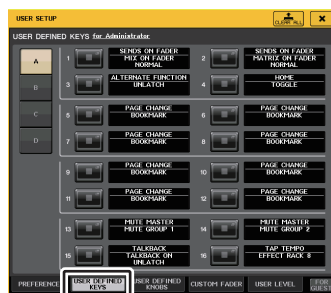 USER SETUP
CLEAR ALL
USER DEFINED KEYS for Administrator
A
B
C
D
1 SENDS ON FADER
MIX ON FADER
NORMAL
2 SENDS ON FADER
MATRIX ON FADER
NORMAL
3 ALTERNATE FUNCTION
UNLATCH
4 HOME
TOGGLE
5 PAGE CHANGE
BOOKMARK
6 PAGE CHANGE
BOOKMARK
7 PAGE CHANGE
BOOKMARK
8 PAGE CHANGE
BOOKMARK
9 PAGE CHANGE
BOOKMARK
10 PAGE CHANGE
BOOKMARK
11 PAGE CHANGE
BOOKMARK
12 PAGE CHANGE
BOOKMARK
13 MUTE MASTER
MUTE GROUP 1
14 MUTE MASTER
MUTE GROUP 2
15 TALKBACK
TALKBACK ON
UNLATCH
16 TAP TEMPO
EFFECT RACK 8
PREFERENCE
USER DEFINED
KEYS
USER DEFINED
KNOBS
CUSTOM FADER
USER LEVEL
FOR
GUEST